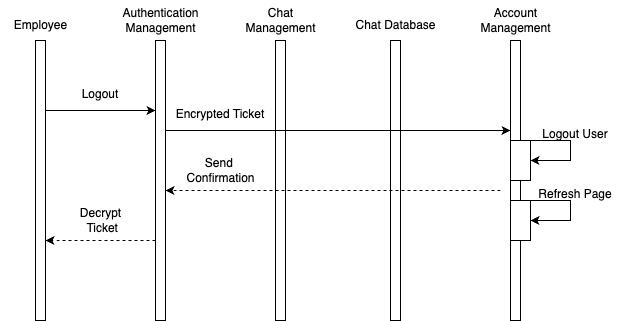 Employee
Authentication
Management
Chat
Management
Chat Database
Account
Management
Logout
Encrypted Ticket
Logout User
Send
Confirmation
Refresh Page
Decrypt
Ticket